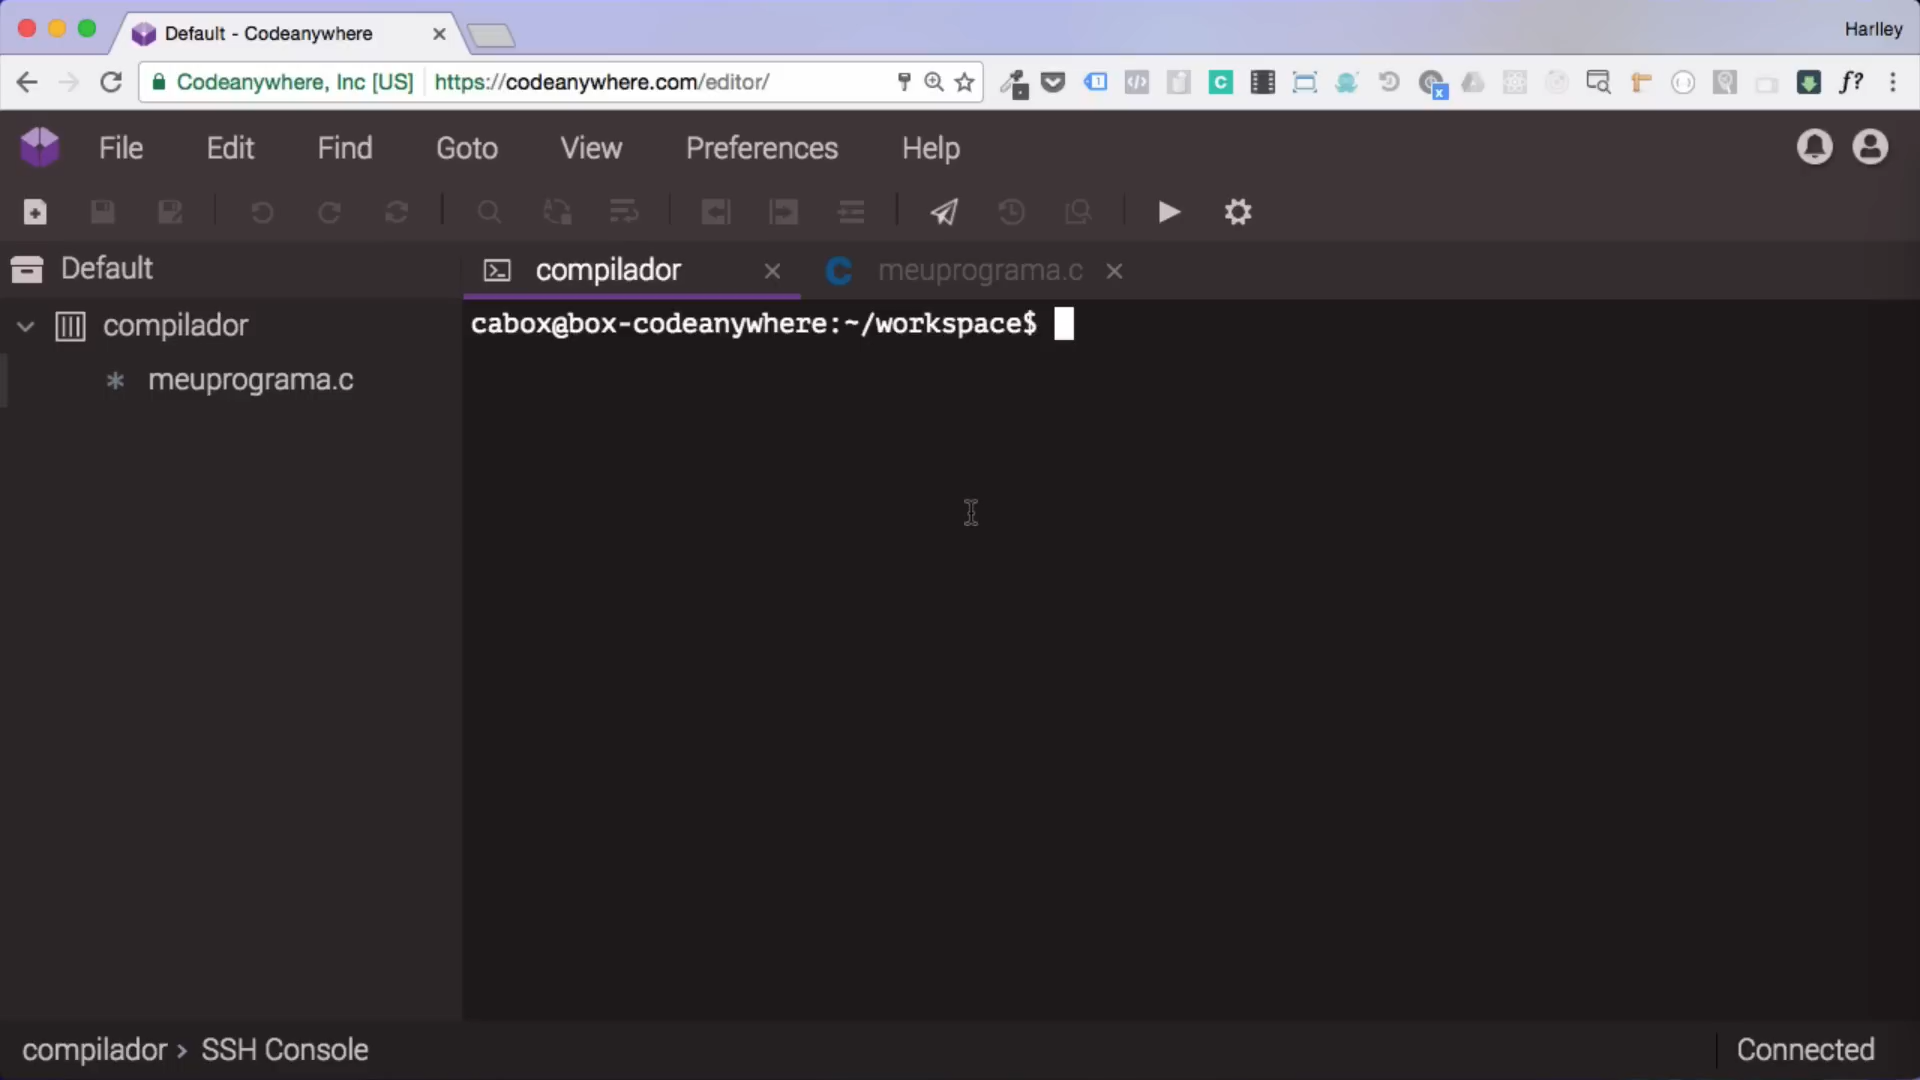 Default - Codeanywhere
Harlley
Codeanywhere, Inc [US]
https://codeanywhere.com/editor/
File Edit Find Goto View Preferences Help
Default
compilador
meuprograma.c
compilador
meuprograma.c
cabox@box-codeanywhere:~/workspace$
compilador > SSH Console
Connected